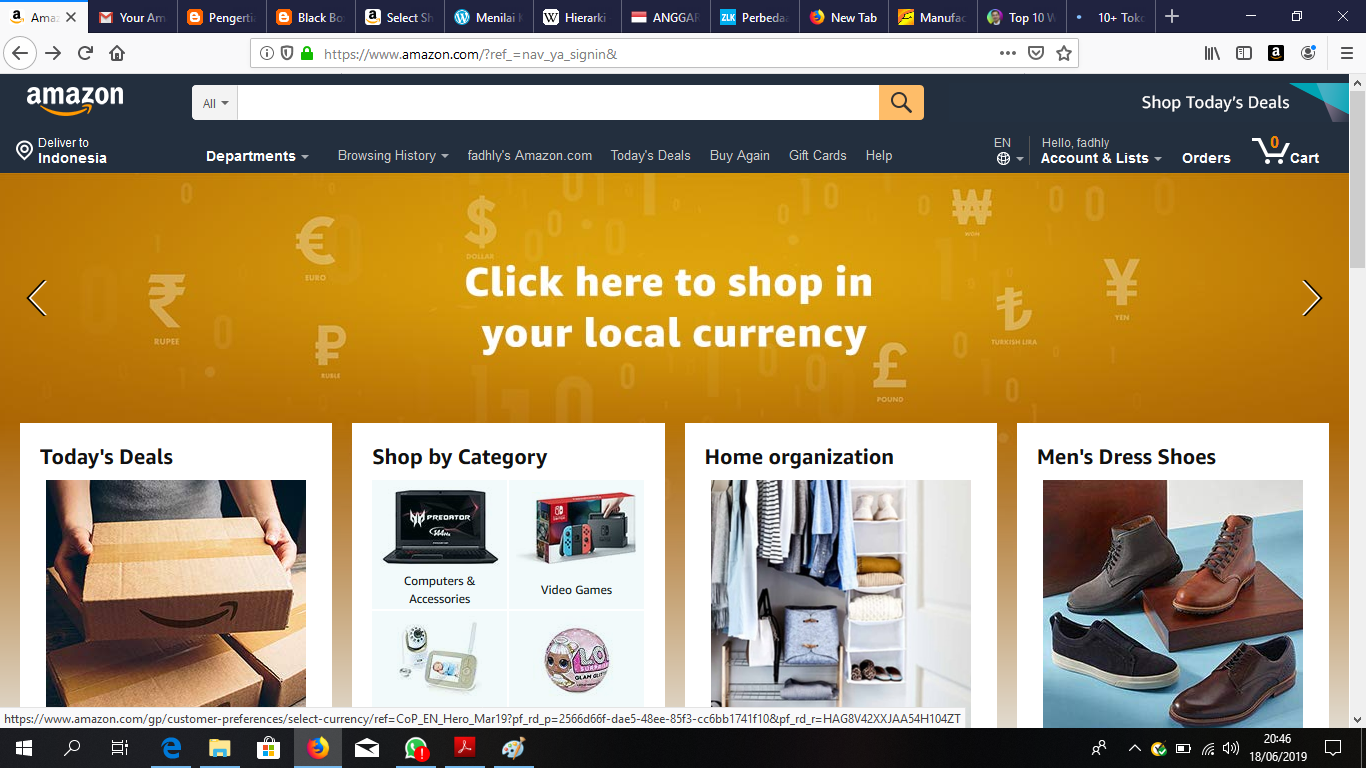 Amaz
Your Am
Pengerti
Black Bo
Select Sh
Menilai
Hierarki
ANGGAR
ZLK
Perbeda
New Tab
Manufac
Top 10 W
10+ Toko
https://www.amazon.com/?ref_=nav_ya_signin&
amazon
All
Shop Today's Deals
Deliver to
Indonesia
Departments
Browsing History
fadhly's Amazon.com
Today's Deals
Buy Again
Gift Cards
Help
EN
Hello, fadhly
Account & Lists
Orders
0
Cart
€
EURO
$
DOLLAR
₩
WON
₹
RUPEE
₽
RUBLE
Click here to shop in
your local currency
₺
TURKISH LIRA
¥
YEN
£
POUND
Today's Deals
Shop by Category
PREDATOR
Computers &
Accessories
Video Games
L.O.L.
SURPRISE
GLAM GLITTER
Home organization
Men's Dress Shoes
https://www.amazon.com/gp/customer-preferences/select-currency/ref=CoP_EN_Hero_Mar19?pf_rd_p=2566d66f-dae5-48ee-85f3-cc6bb1741f10&pf_rd_r=HAG8V42XXJAA54H104ZT
20:46
18/06/2019